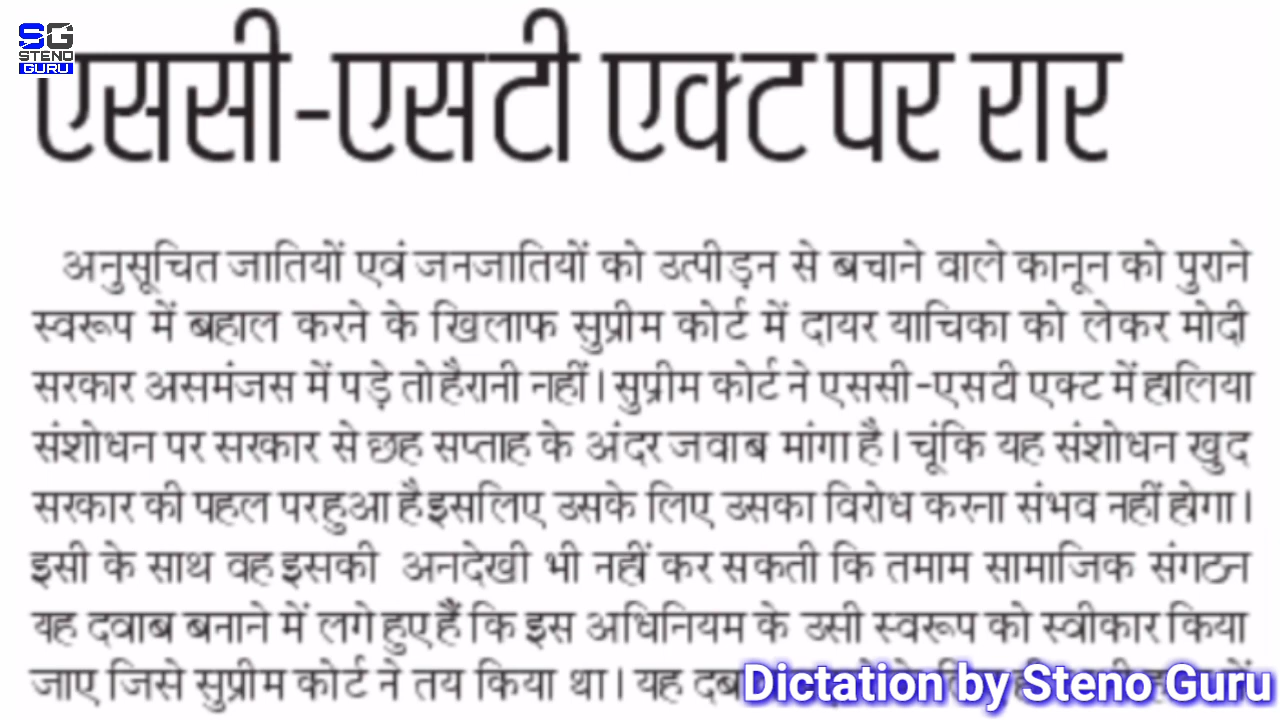 SG
STENO
GURU
एससी-एसटी एक्ट पर रार
अनुसूचित जातियों एवं जनजातियों को उत्पीड़न से बचाने वाले कानून को पुराने
स्वरूप में बहाल करने के खिलाफ सुप्रीम कोर्ट में दायर याचिका को लेकर मोदी
सरकार असमंजस में पड़े तो हैरानी नहीं। सुप्रीम कोर्ट ने एससी-एसटी एक्ट में हालिया
संशोधन पर सरकार से छह सप्ताह के अंदर जवाब मांगा है। चूंकि यह संशोधन खुद
सरकार की पहल पर हुआ है इसलिए उसके लिए उसका विरोध करना संभव नहीं होगा।
इसी के साथ वह इसकी अनदेखी भी नहीं कर सकती कि तमाम सामाजिक संगठन
यह दवाब बनाने में लगे हुए हैं कि इस अधिनियम के उसी स्वरूप को स्वीकार किया
जाए जिसे सुप्रीम कोर्ट ने तय किया था। यह
Dictation by Steno Guru